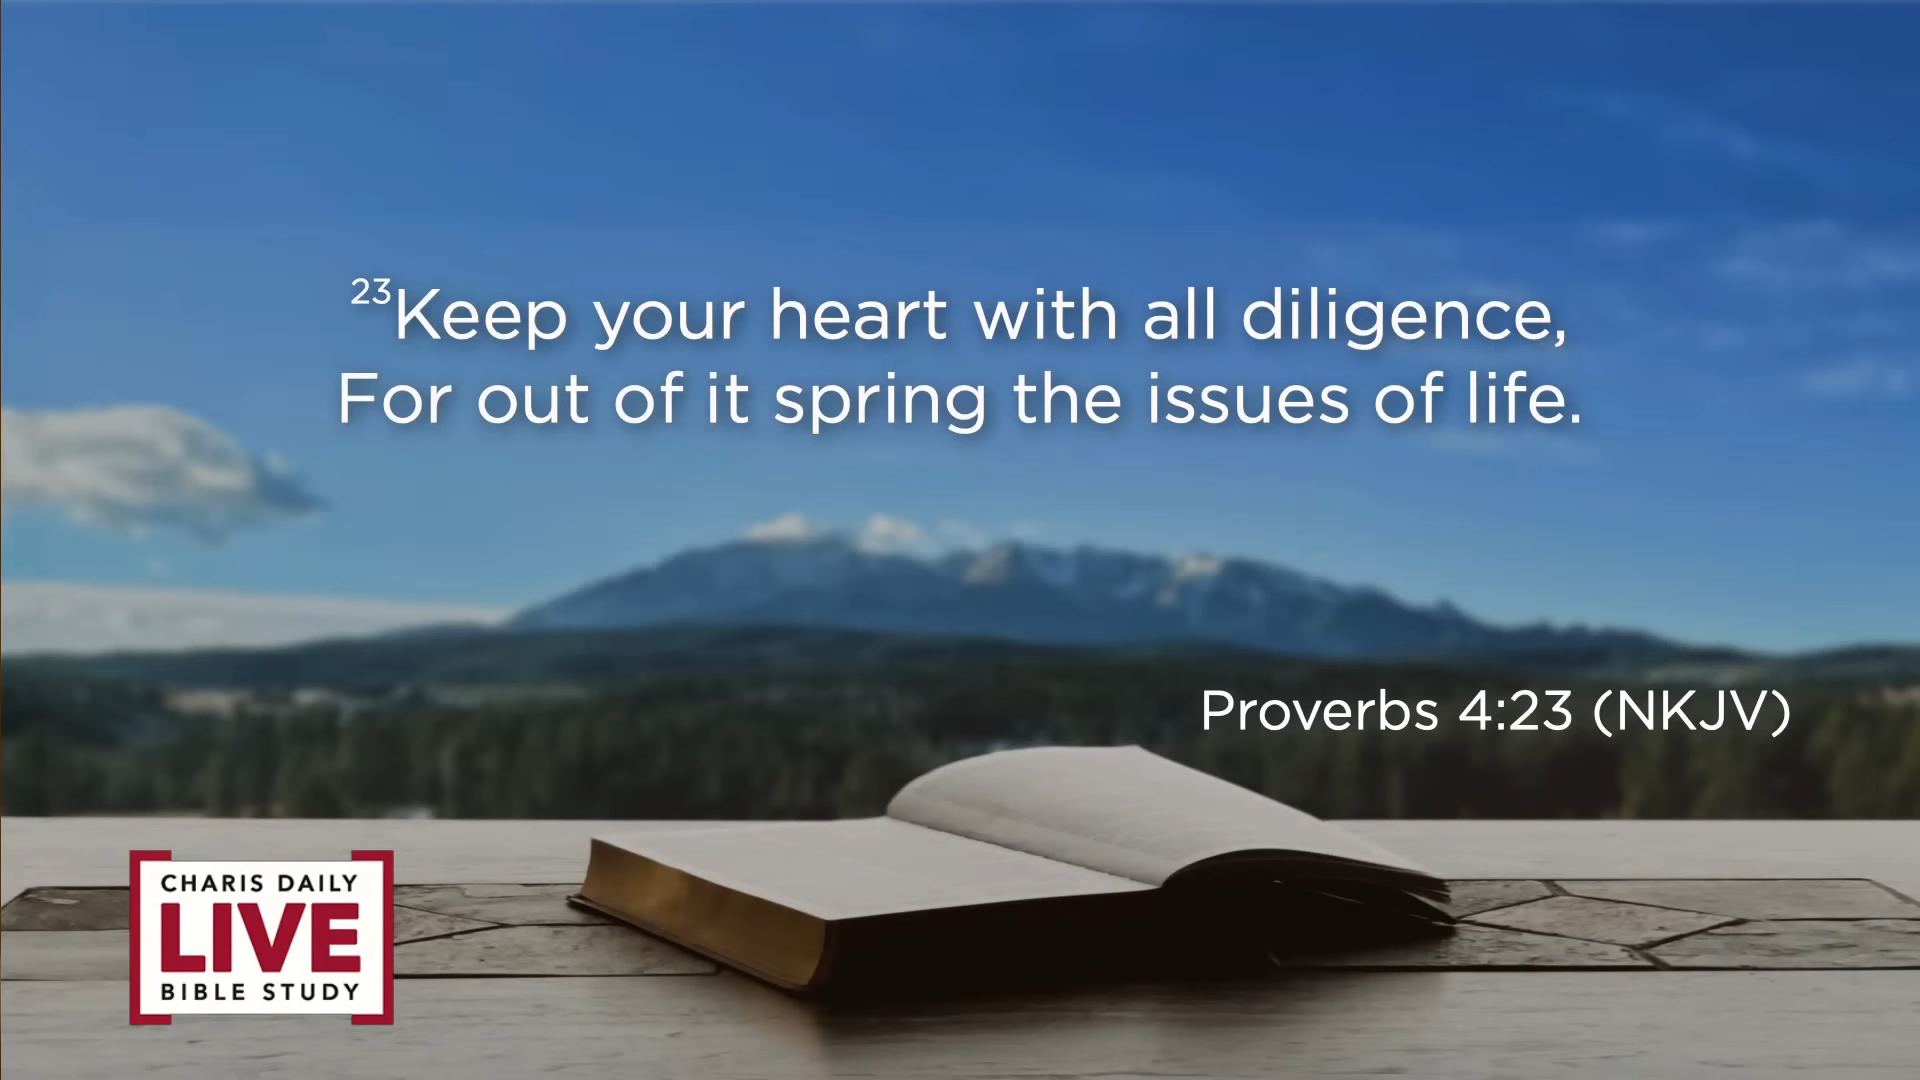 23Keep your heart with all diligence,
For out of it spring the issues of life.
Proverbs 4:23 (NKJV)
CHARIS DAILY
LIVE
BIBLE STUDY